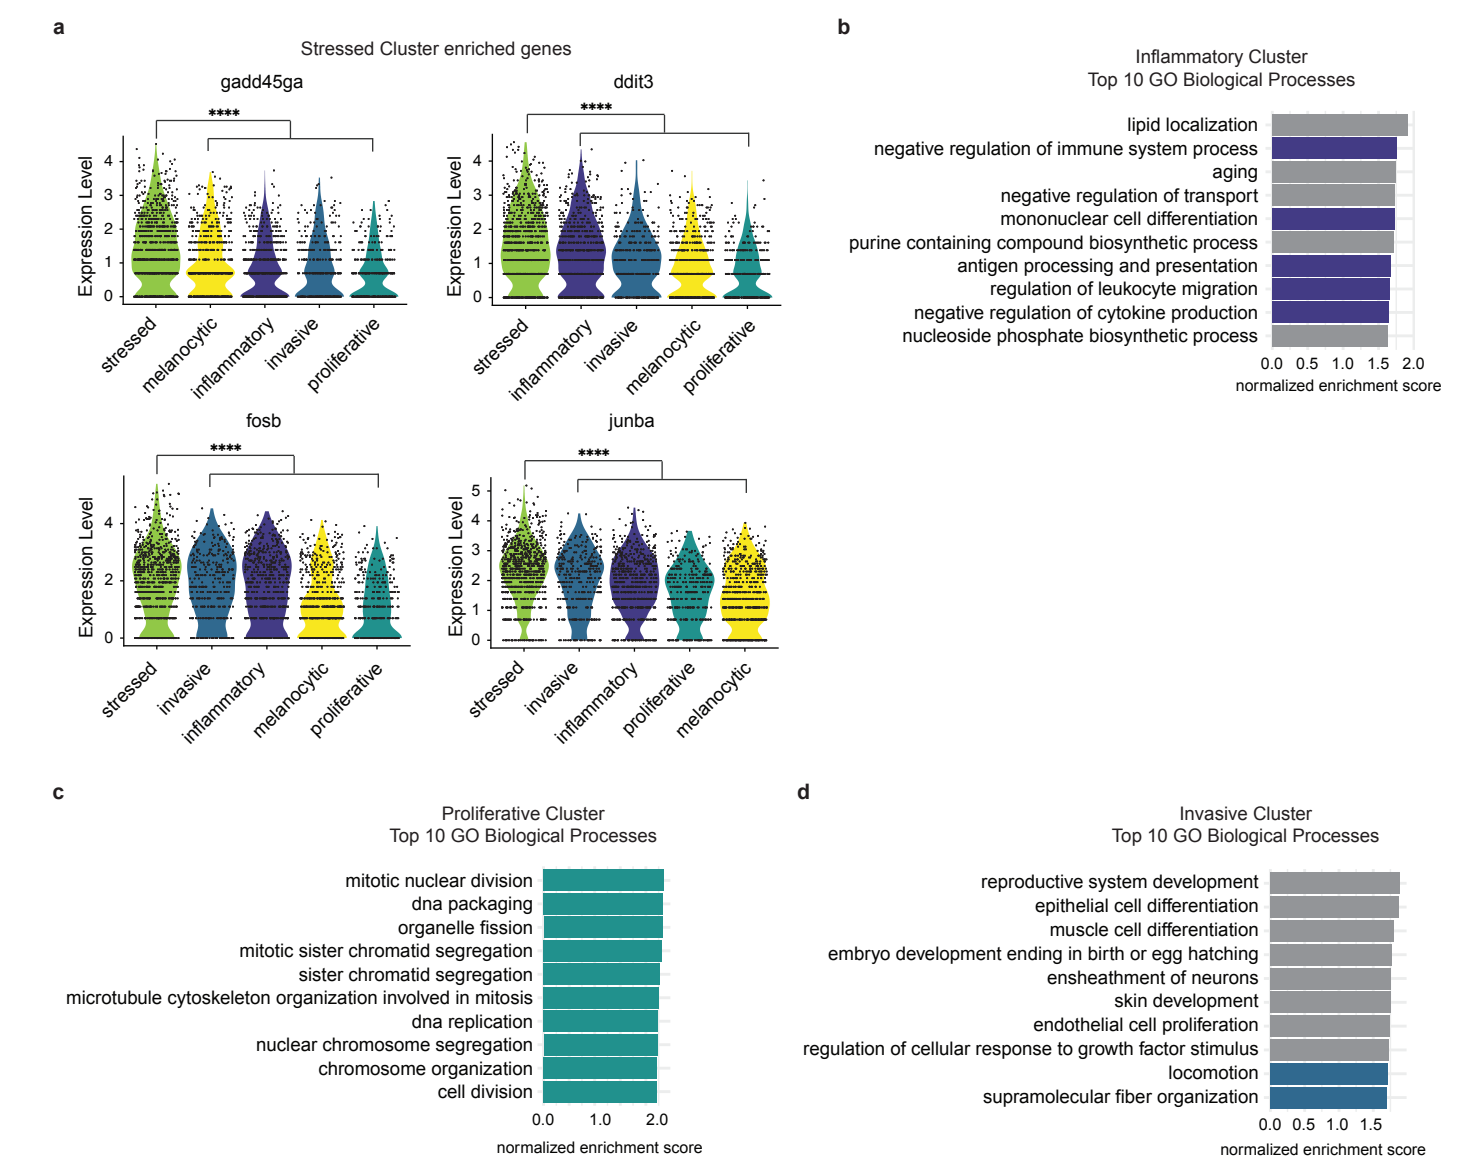 a
Stressed Cluster enriched genes
gadd45ga
****
Expression Level
4
3
2
1
0
stressed
melanocytic
inflammatory
invasive
proliferative
ddit3
****
Expression Level
4
3
2
1
0
stressed
inflammatory
invasive
melanocytic
proliferative
fosb
****
Expression Level
4
2
0
stressed
invasive
inflammatory
melanocytic
proliferative
junba
****
Expression Level
5
4
3
2
1
0
stressed
invasive
inflammatory
proliferative
melanocytic
b
Inflammatory Cluster
Top 10 GO Biological Processes
lipid localization
negative regulation of immune system process
aging
negative regulation of transport
mononuclear cell differentiation
purine containing compound biosynthetic process
antigen processing and presentation
regulation of leukocyte migration
negative regulation of cytokine production
nucleoside phosphate biosynthetic process
0.0 0.5 1.0 1.5 2.0
normalized enrichment score
c
Proliferative Cluster
Top 10 GO Biological Processes
mitotic nuclear division
dna packaging
organelle fission
mitotic sister chromatid segregation
sister chromatid segregation
microtubule cytoskeleton organization involved in mitosis
dna replication
nuclear chromosome segregation
chromosome organization
cell division
0.0 1.0 2.0
normalized enrichment score
d
Invasive Cluster
Top 10 GO Biological Processes
reproductive system development
epithelial cell differentiation
muscle cell differentiation
embryo development ending in birth or egg hatching
ensheathment of neurons
skin development
endothelial cell proliferation
regulation of cellular response to growth factor stimulus
locomotion
supramolecular fiber organization
0.0 0.5 1.0 1.5
normalized enrichment score